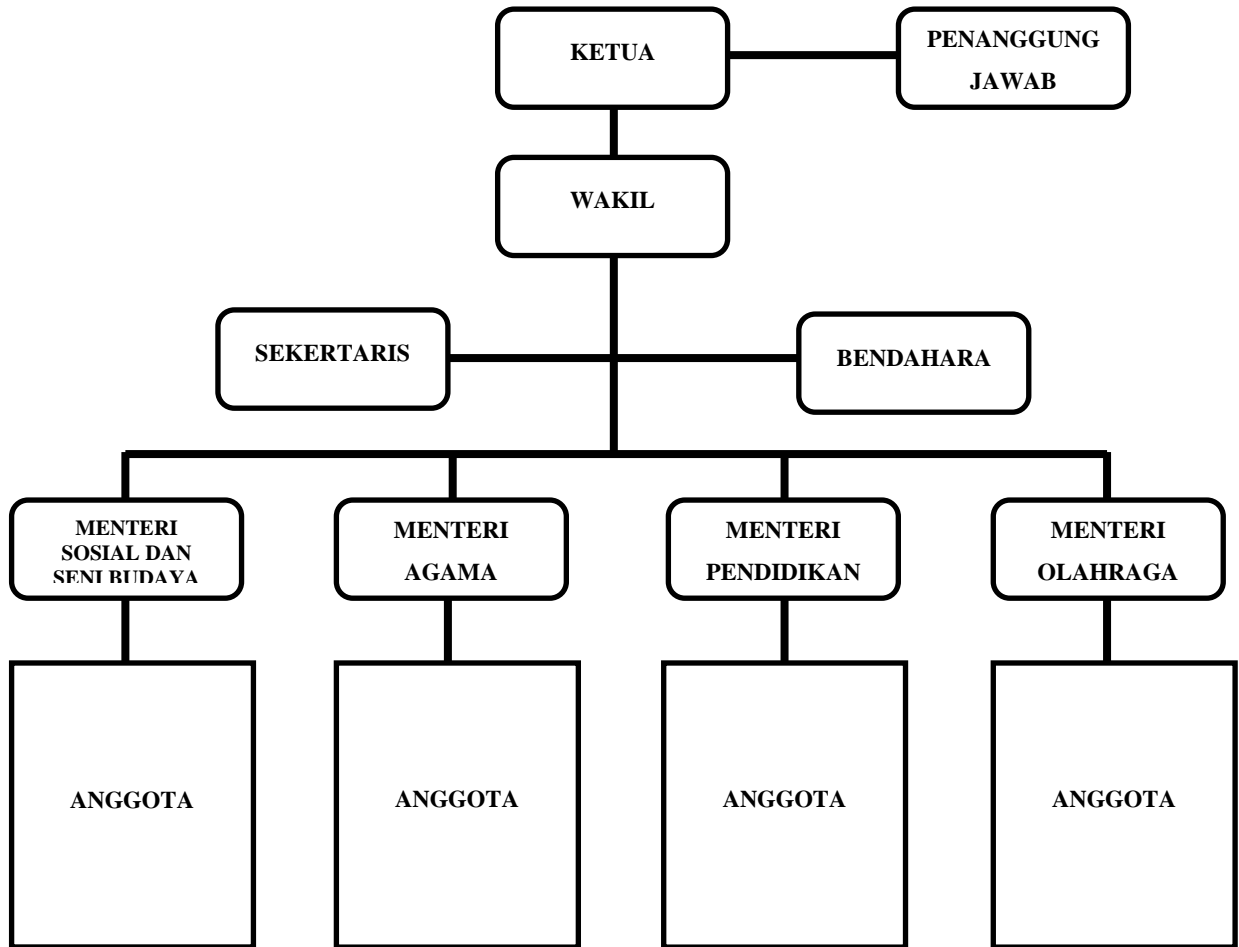 KETUA
PENANGGUNG
JAWAB
WAKIL
SEKERTARIS
BENDAHARA
MENTERI
SOSIAL DAN
SENI BUDAYA
MENTERI
AGAMA
MENTERI
PENDIDIKAN
MENTERI
OLAHRAGA
ANGGOTA
ANGGOTA
ANGGOTA
ANGGOTA